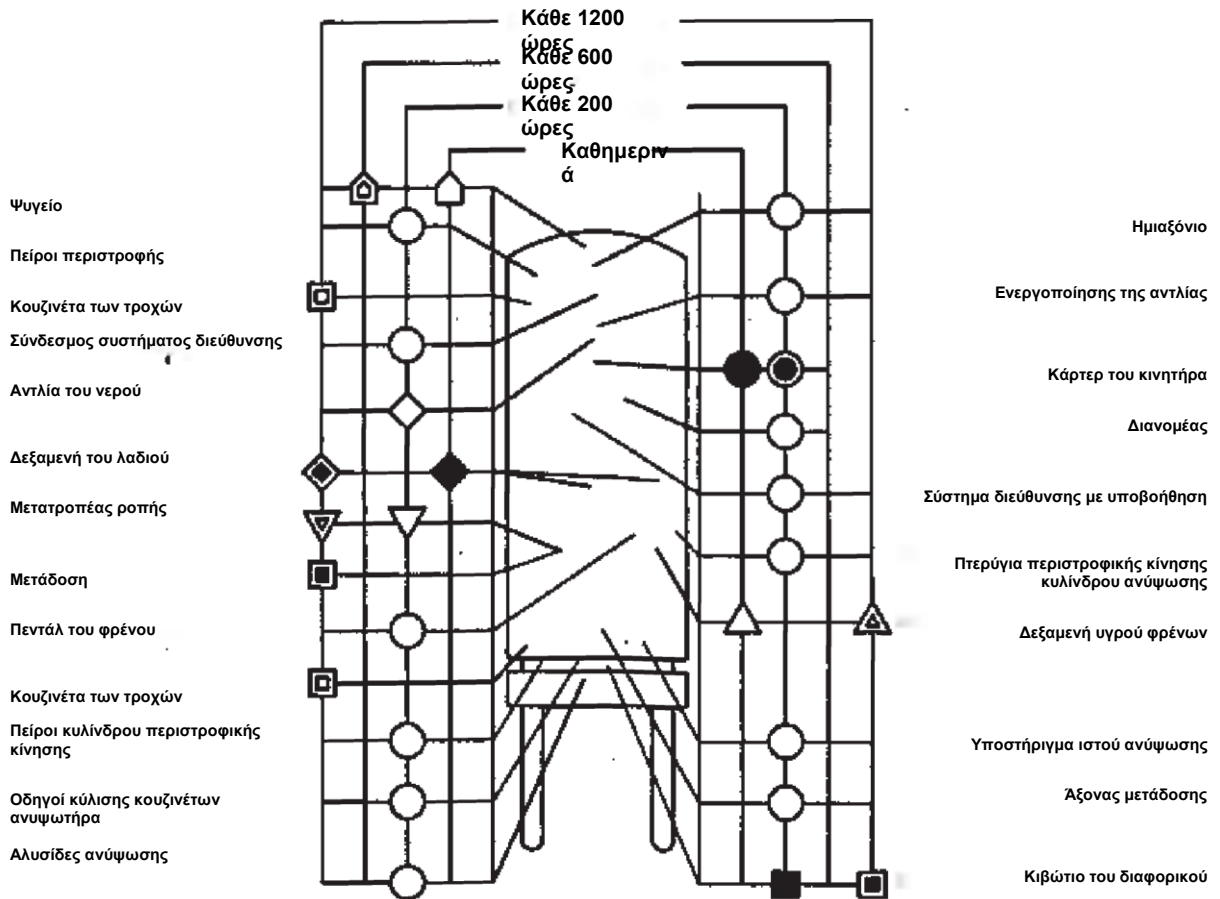 Κάθε 1200
ώρες
Κάθε 600
ώρες
Κάθε 200
ώρες
Καθημεριν
ά
Ψυγείο
Πείροι περιστροφής
Κουζινέτα των τροχών
Σύνδεσμος συστήματος διεύθυνσης
Αντλία του νερού
Δεξαμενή του λαδιού
Μετατροπέας ροπής
Μετάδοση
Πεντάλ του φρένου
Κουζινέτα των τροχών
Πείροι κυλίνδρου περιστροφικής
κίνησης
Οδηγοί κύλισης κουζινέτων
ανυψωτήρα
Αλυσίδες ανύψωσης
Ημιαξόνιο
Ενεργοποίησης της αντλίας
Κάρτερ του κινητήρα
Διανομέας
Σύστημα διεύθυνσης με υποβοήθηση
Πτερύγια περιστροφικής κίνησης
κυλίνδρου ανύψωσης
Δεξαμενή υγρού φρένων
Υποστήριγμα ιστού ανύψωσης
Άξονας μετάδοσης
Κιβώτιο του διαφορικού